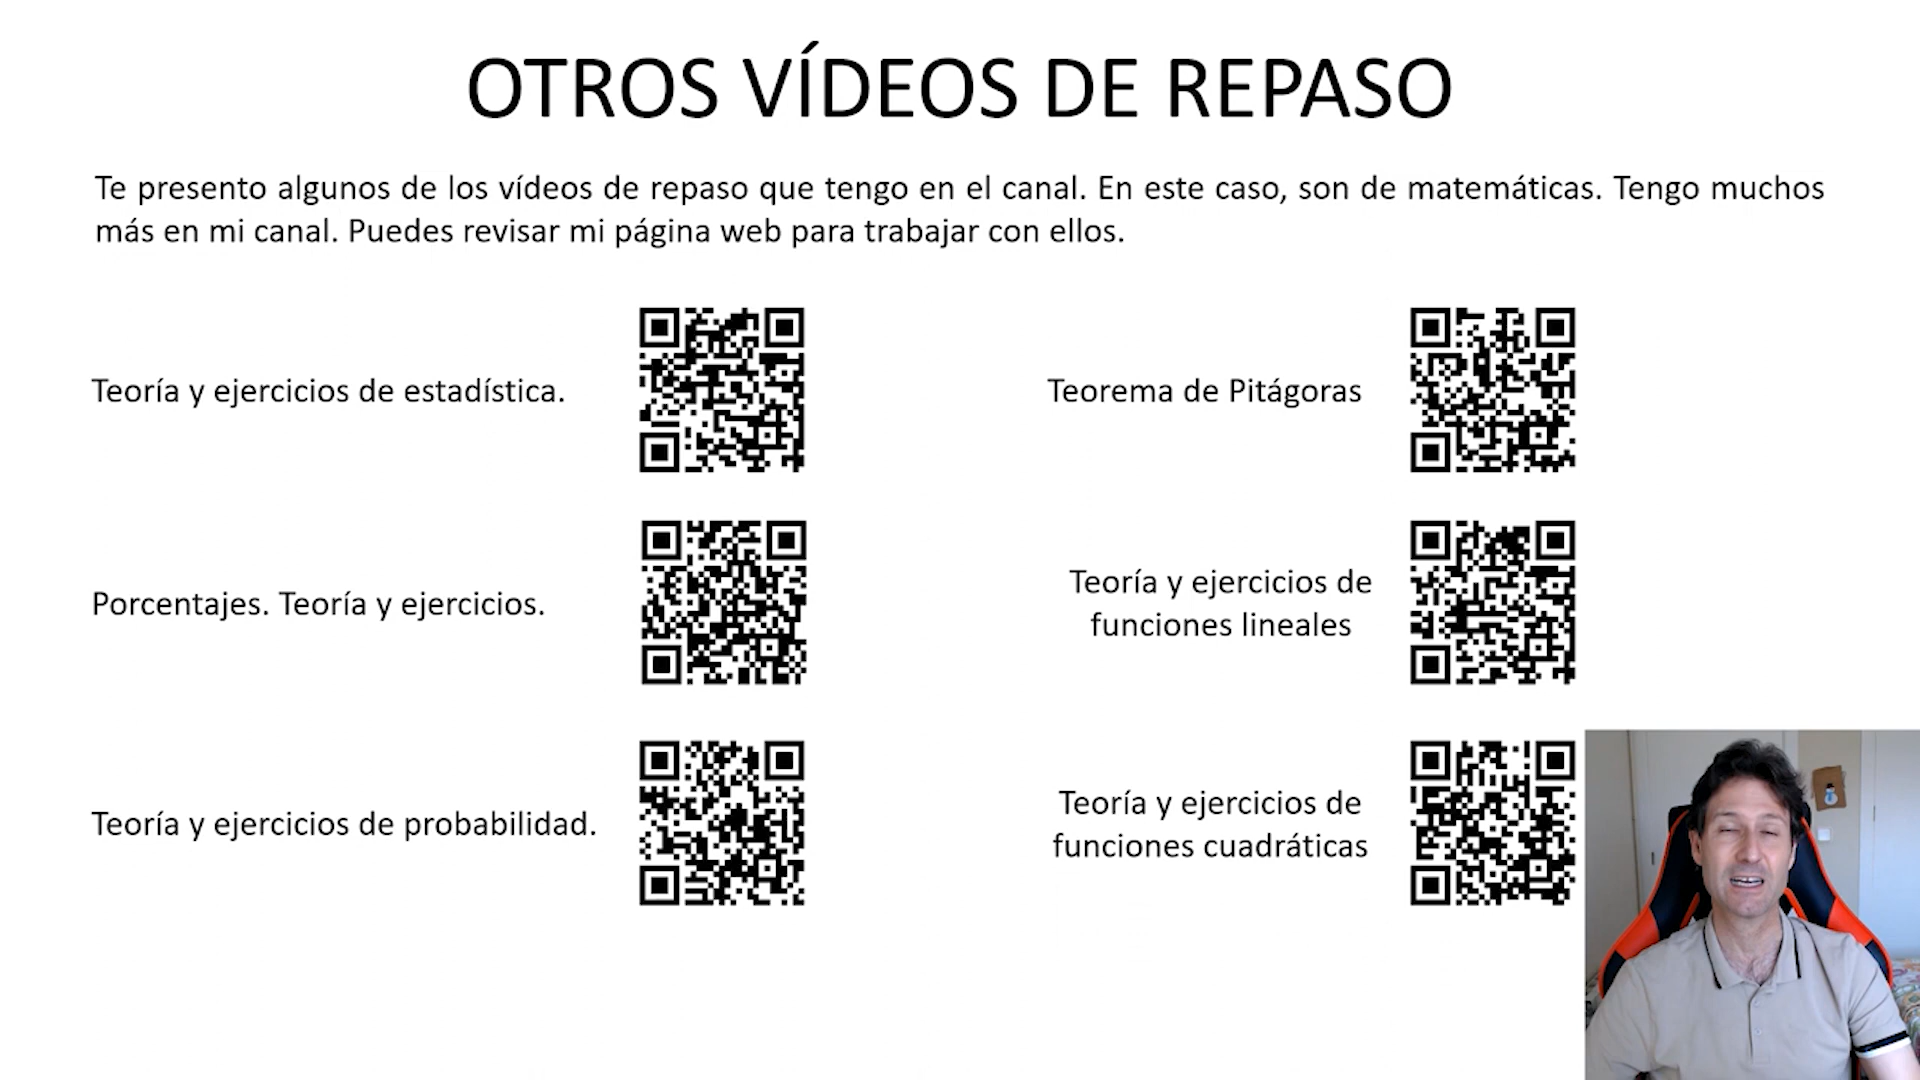 OTROS VÍDEOS DE REPASO
Te presento algunos de los vídeos de repaso que tengo en el canal. En este caso, son de matemáticas. Tengo muchos
más en mi canal. Puedes revisar mi página web para trabajar con ellos.
Teoría y ejercicios de estadística.
Teorema de Pitágoras
Porcentajes. Teoría y ejercicios.
Teoría y ejercicios de
funciones lineales
Teoría y ejercicios de probabilidad.
Teoría y ejercicios de
funciones cuadráticas